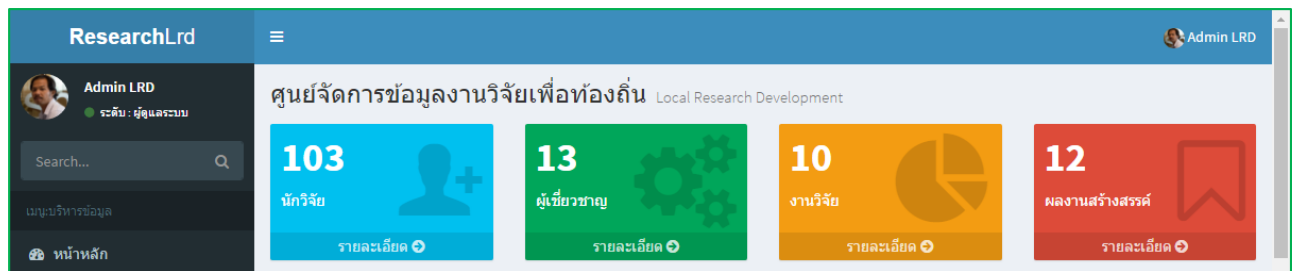 ResearchLrd
Admin LRD
Admin LRD
ระดับ : ผู้ดูแลระบบ
Search...
เมนู:บริหารข้อมูล
หน้าหลัก
ศูนย์จัดการข้อมูลงานวิจัยเพื่อท้องถิ่น Local Research Development
103
นักวิจัย
รายละเอียด
13
ผู้เชี่ยวชาญ
รายละเอียด
10
งานวิจัย
รายละเอียด
12
ผลงานสร้างสรรค์
รายละเอียด